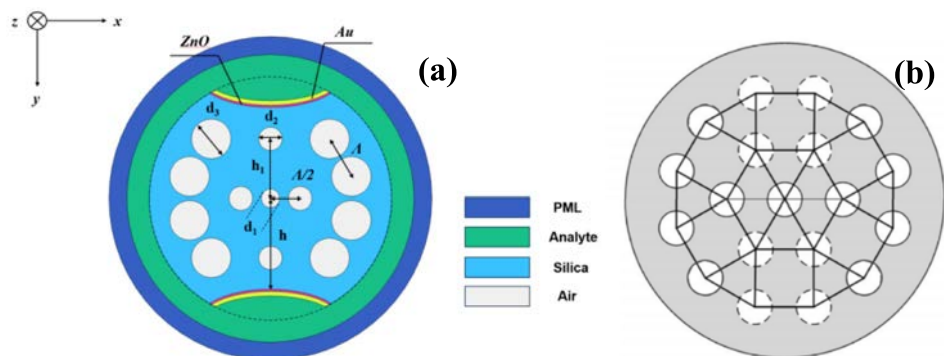 z
x
y
(a)
ZnO
Au
d₃
d₂
Λ
h₁
Λ/2
d₁
h
PML
Analyte
Silica
Air
(b)